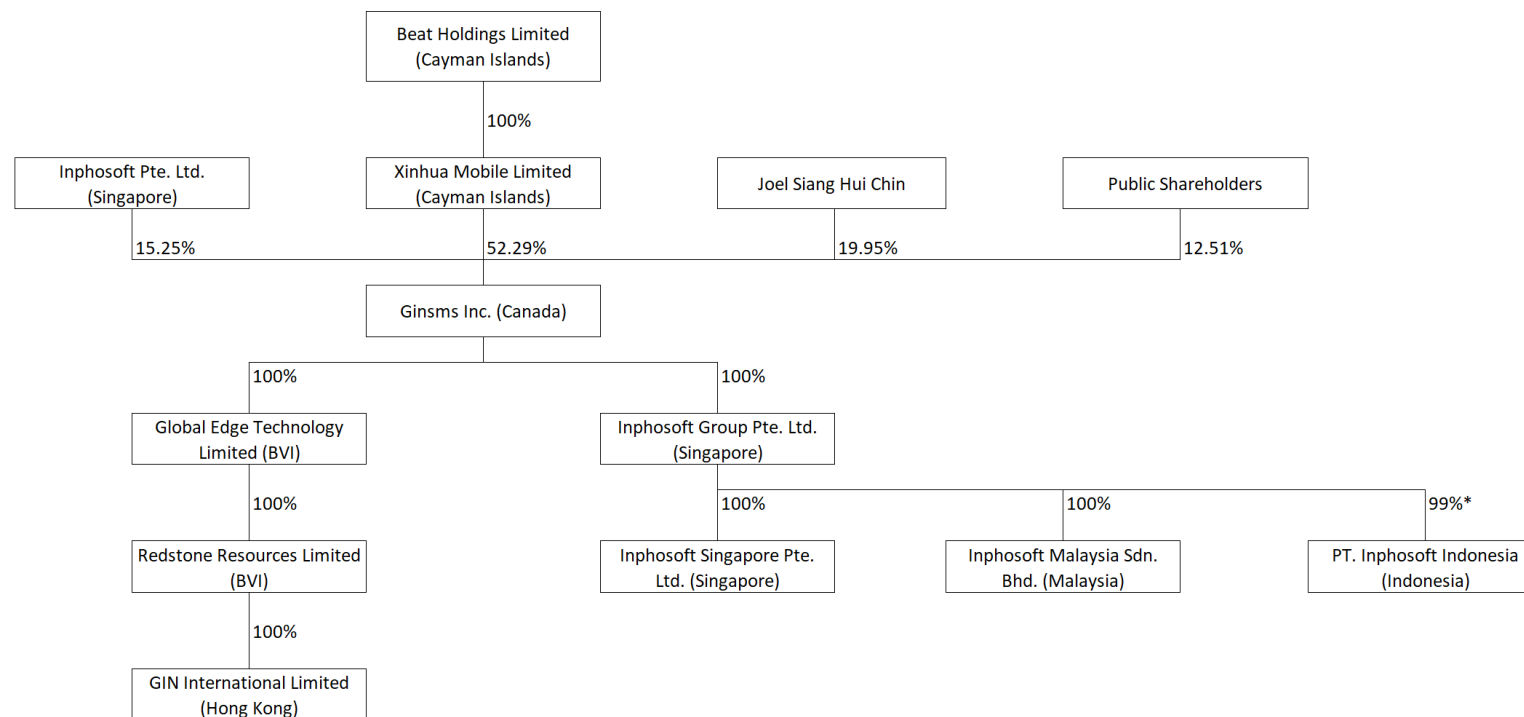 Beat Holdings Limited
(Cayman Islands)
100%
Inphosoft Pte. Ltd.
(Singapore)
Xinhua Mobile Limited
(Cayman Islands)
Joel Siang Hui Chin
Public Shareholders
15.25%
52.29%
19.95%
12.51%
Ginsms Inc. (Canada)
100%
100%
Global Edge Technology
Limited (BVI)
Inphosoft Group Pte. Ltd.
(Singapore)
100%
100%
100%
99%*
Redstone Resources Limited
(BVI)
Inphosoft Singapore Pte.
Ltd. (Singapore)
Inphosoft Malaysia Sdn.
Bhd. (Malaysia)
PT. Inphosoft Indonesia
(Indonesia)
100%
GIN International Limited
(Hong Kong)